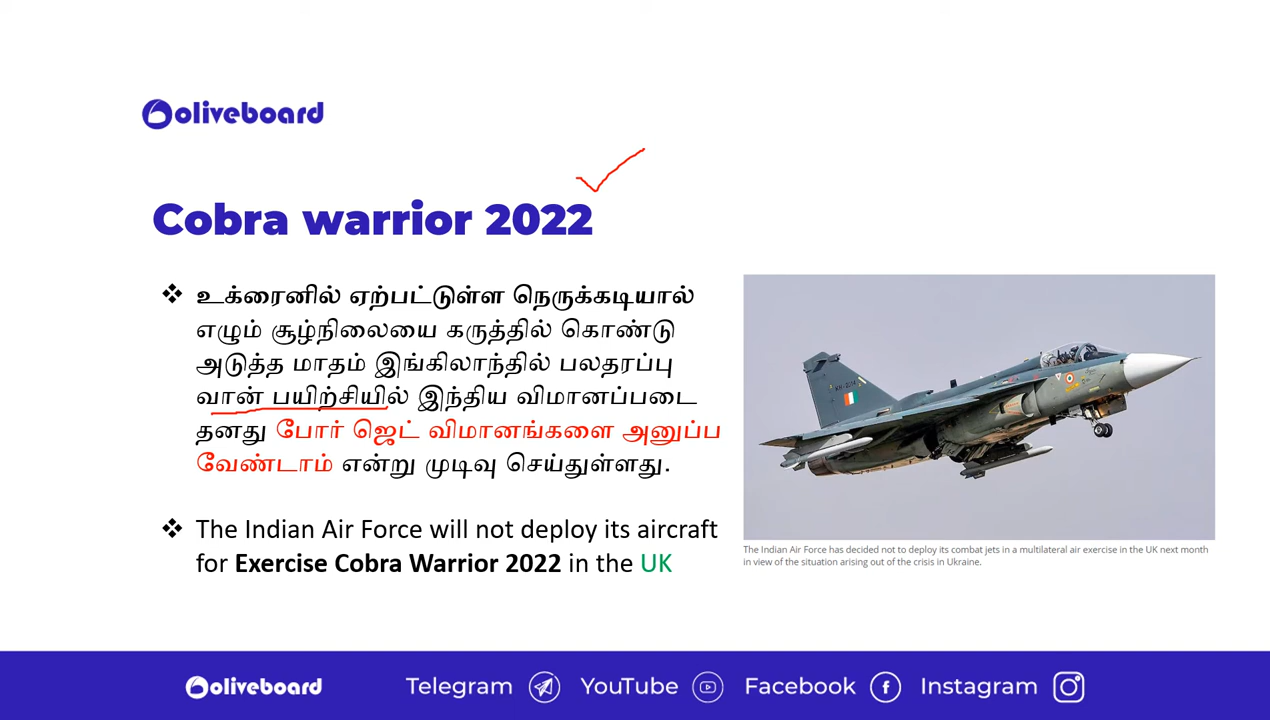 oliveboard
Cobra warrior 2022
❖ உக்ரைனில் ஏற்பட்டுள்ள நெருக்கடியால்
எழும் சூழ்நிலையை கருத்தில் கொண்டு
அடுத்த மாதம் இங்கிலாந்தில் பலதரப்பு
வான் பயிற்சியில் இந்திய விமானப்படை
தனது போர் ஜெட் விமானங்களை அனுப்ப
வேண்டாம் என்று முடிவு செய்துள்ளது.
❖ The Indian Air Force will not deploy its aircraft
for Exercise Cobra Warrior 2022 in the UK
The Indian Air Force has decided not to deploy its combat jets in a multilateral air exercise in the UK next month
in view of the situation arising out of the crisis in Ukraine.
oliveboard Telegram YouTube Facebook Instagram